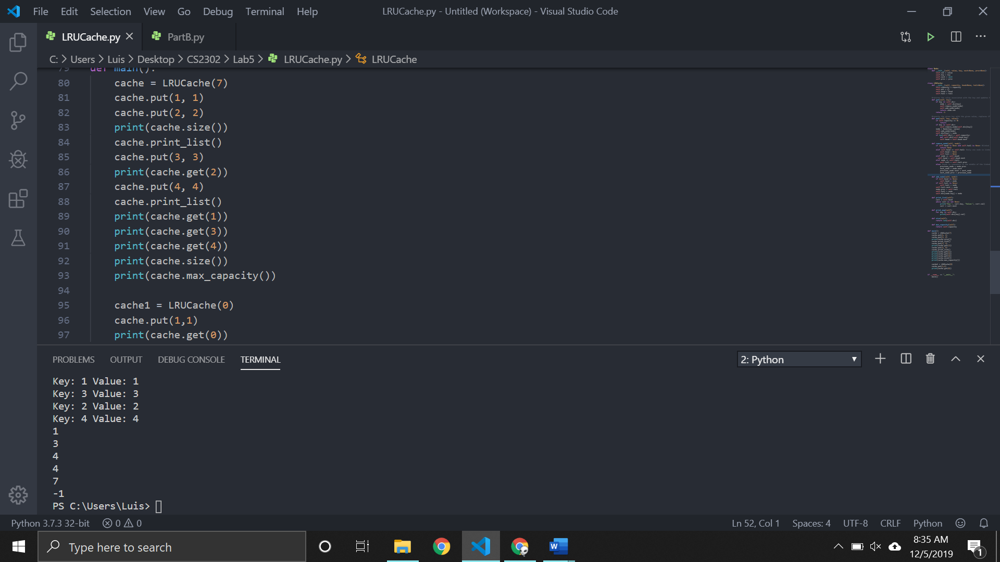 File Edit Selection View Go Debug Terminal Help LRUCache.py - Untitled (Workspace) - Visual Studio Code
LRUCache.py PartB.py
C: > Users > Luis > Desktop > CS2302 > Lab5 > LRUCache.py > LRUCache
79 def main():
80 cache = LRUCache(7)
81 cache.put(1, 1)
82 cache.put(2, 2)
83 print(cache.size())
84 cache.print_list()
85 cache.put(3, 3)
86 print(cache.get(2))
87 cache.put(4, 4)
88 cache.print_list()
89 print(cache.get(1))
90 print(cache.get(3))
91 print(cache.get(4))
92 print(cache.size())
93 print(cache.max_capacity())
94
95 cache1 = LRUCache(0)
96 cache.put(1,1)
97 print(cache.get(0))
PROBLEMS OUTPUT DEBUG CONSOLE TERMINAL 2: Python
Key: 1 Value: 1
Key: 3 Value: 3
Key: 2 Value: 2
Key: 4 Value: 4
1
3
4
4
7
-1
PS C:\Users\Luis>
Python 3.7.3 32-bit 0 0 Ln 52, Col 1 Spaces: 4 UTF-8 CRLF Python
Type here to search
8:35 AM
12/5/2019
1